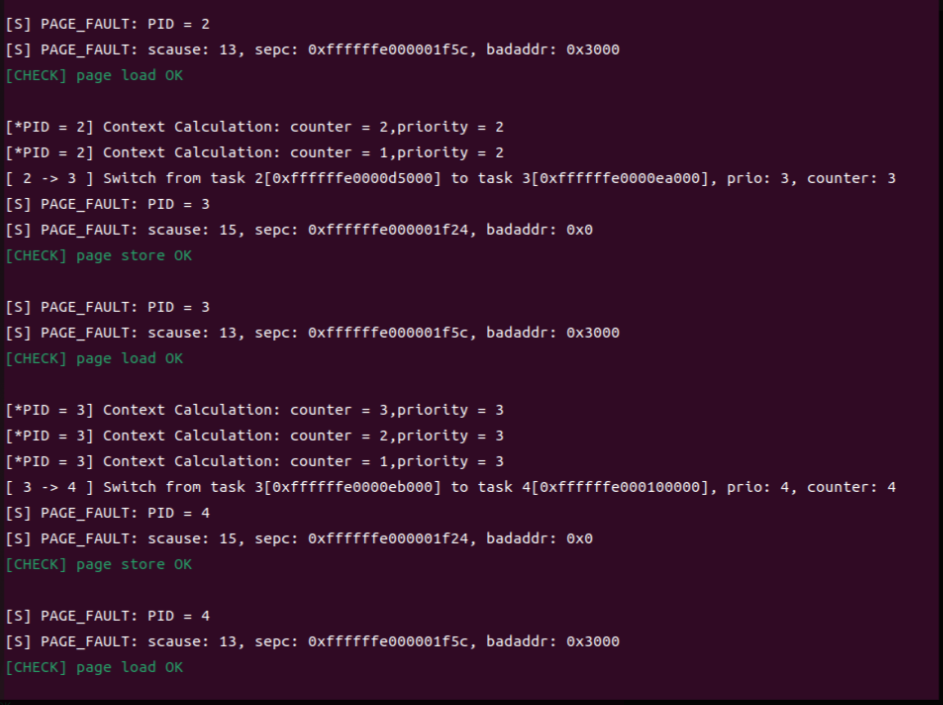 [S] PAGE_FAULT: PID = 2
[S] PAGE_FAULT: scause: 13, sepc: 0xffffffe000001f5c, badaddr: 0x3000
[CHECK] page load OK
[*PID = 2] Context Calculation: counter = 2,priority = 2
[*PID = 2] Context Calculation: counter = 1,priority = 2
[ 2 -> 3 ] Switch from task 2[0xffffffe0000d5000] to task 3[0xffffffe0000ea000], prio: 3, counter: 3
[S] PAGE_FAULT: PID = 3
[S] PAGE_FAULT: scause: 15, sepc: 0xffffffe000001f24, badaddr: 0x0
[CHECK] page store OK
[S] PAGE_FAULT: PID = 3
[S] PAGE_FAULT: scause: 13, sepc: 0xffffffe000001f5c, badaddr: 0x3000
[CHECK] page load OK
[*PID = 3] Context Calculation: counter = 3,priority = 3
[*PID = 3] Context Calculation: counter = 2,priority = 3
[*PID = 3] Context Calculation: counter = 1,priority = 3
[ 3 -> 4 ] Switch from task 3[0xffffffe0000eb000] to task 4[0xffffffe000100000], prio: 4, counter: 4
[S] PAGE_FAULT: PID = 4
[S] PAGE_FAULT: scause: 15, sepc: 0xffffffe000001f24, badaddr: 0x0
[CHECK] page store OK
[S] PAGE_FAULT: PID = 4
[S] PAGE_FAULT: scause: 13, sepc: 0xffffffe000001f5c, badaddr: 0x3000
[CHECK] page load OK